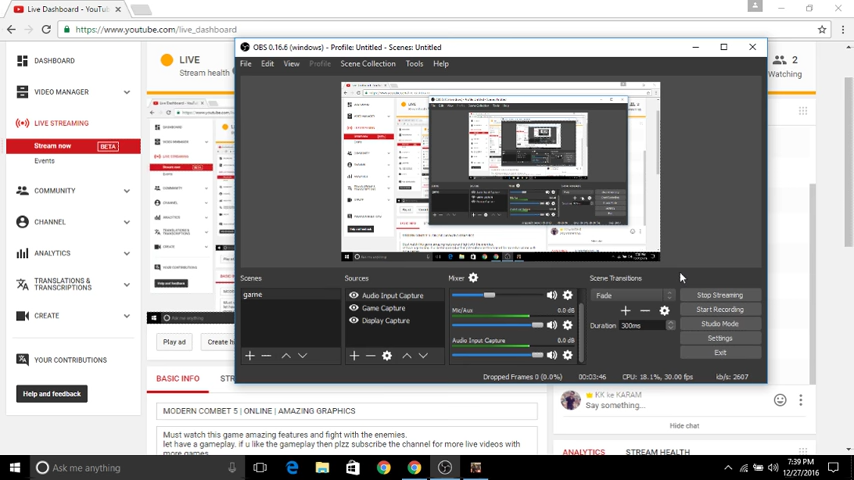 Live Dashboard - YouTu
https://www.youtube.com/live_dashboard
DASHBOARD
VIDEO MANAGER
LIVE STREAMING
Stream now BETA
Events
COMMUNITY
CHANNEL
ANALYTICS
TRANSLATIONS &
TRANSCRIPTIONS
CREATE
YOUR CONTRIBUTIONS
Help and feedback
LIVE
Stream health
2
Watching
OBS 0.16.6 (windows) - Profile: Untitled - Scenes: Untitled
File Edit View Profile Scene Collection Tools Help
Scenes
game
Sources
Audio Input Capture
Game Capture
Display Capture
Mixer
Mic/Aux 0.0 dB
Audio Input Capture 0.0 dB
Scene Transitions
Fade
Duration 300ms
Stop Streaming
Start Recording
Studio Mode
Settings
Exit
Dropped Frames 0 (0.0%) 00:03:46 CPU: 18.1%, 30.00 fps kb/s: 2607
Play ad
BASIC INFO
MODERN COMBET 5 | ONLINE | AMAZING GRAPHICS
Must watch this game amazing features and fight with the enemies.
let have a gameplay. if u like the gameplay then plzz subscribe the channel for more live videos with
more games
KK ke KARAM
Say something...
Hide chat
ANALYTICS STREAM HEALTH
Ask me anything
7:39 PM
12/27/2016